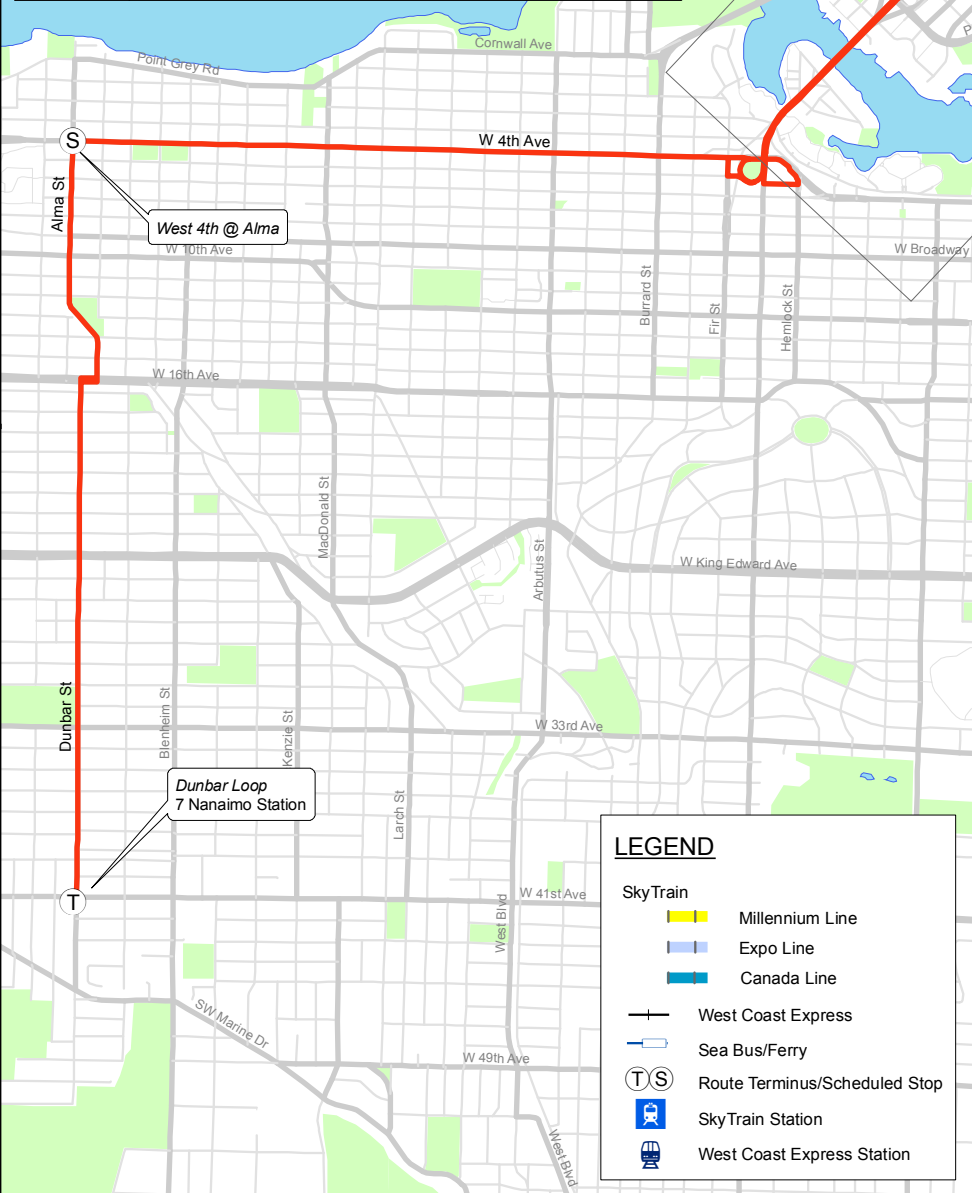 Cornwall Ave
Point Grey Rd
S
W 4th Ave
Alma St
West 4th @ Alma
W 10th Ave
W Broadway
Burrard St
Fir St
Hemlock St
W 16th Ave
MacDonald St
Arbutus St
W King Edward Ave
Dunbar St
Blenheim St
Kenzie St
W 33rd Ave
Dunbar Loop
7 Nanaimo Station
Larch St
T
W 41st Ave
West Blvd
SW Marine Dr
W 49th Ave
West Blvd
LEGEND
SkyTrain
Millennium Line
Expo Line
Canada Line
West Coast Express
Sea Bus/Ferry
T S Route Terminus/Scheduled Stop
SkyTrain Station
West Coast Express Station